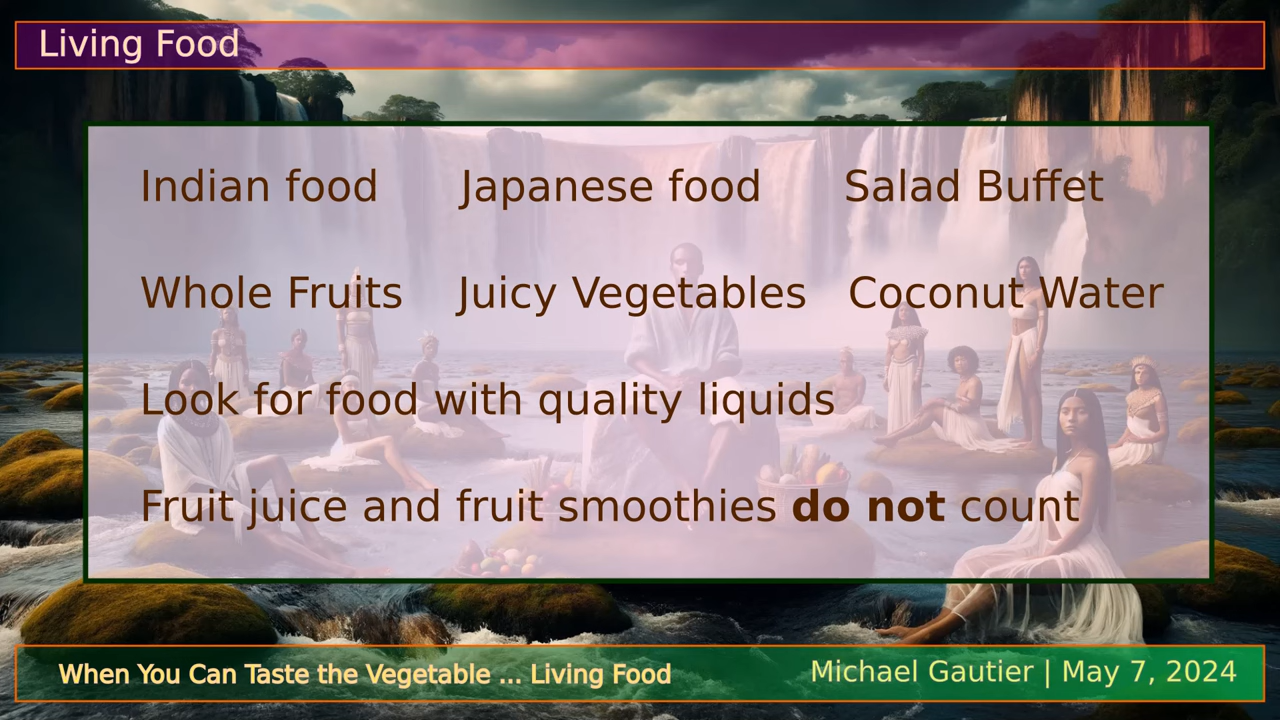 Living Food
Indian food Japanese food Salad Buffet
Whole Fruits Juicy Vegetables Coconut Water
Look for food with quality liquids
Fruit juice and fruit smoothies do not count
When You Can Taste the Vegetable ... Living Food
Michael Gautier | May 7, 2024